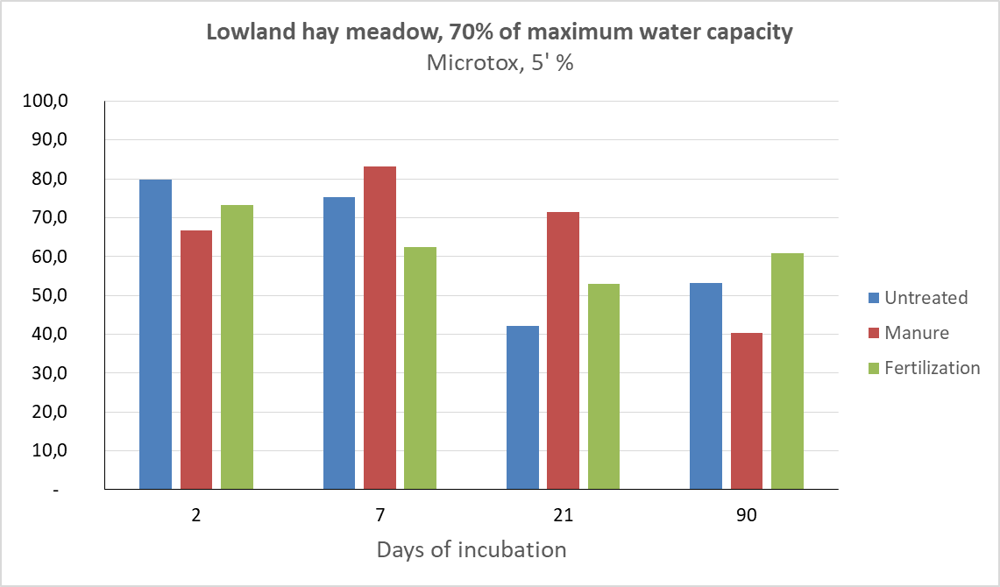 Lowland hay meadow, 70% of maximum water capacity
Microtox, 5' %
100,0
90,0
80,0
70,0
60,0
50,0
40,0
30,0
20,0
10,0
-
2 7 21 90
Days of incubation
Untreated
Manure
Fertilization